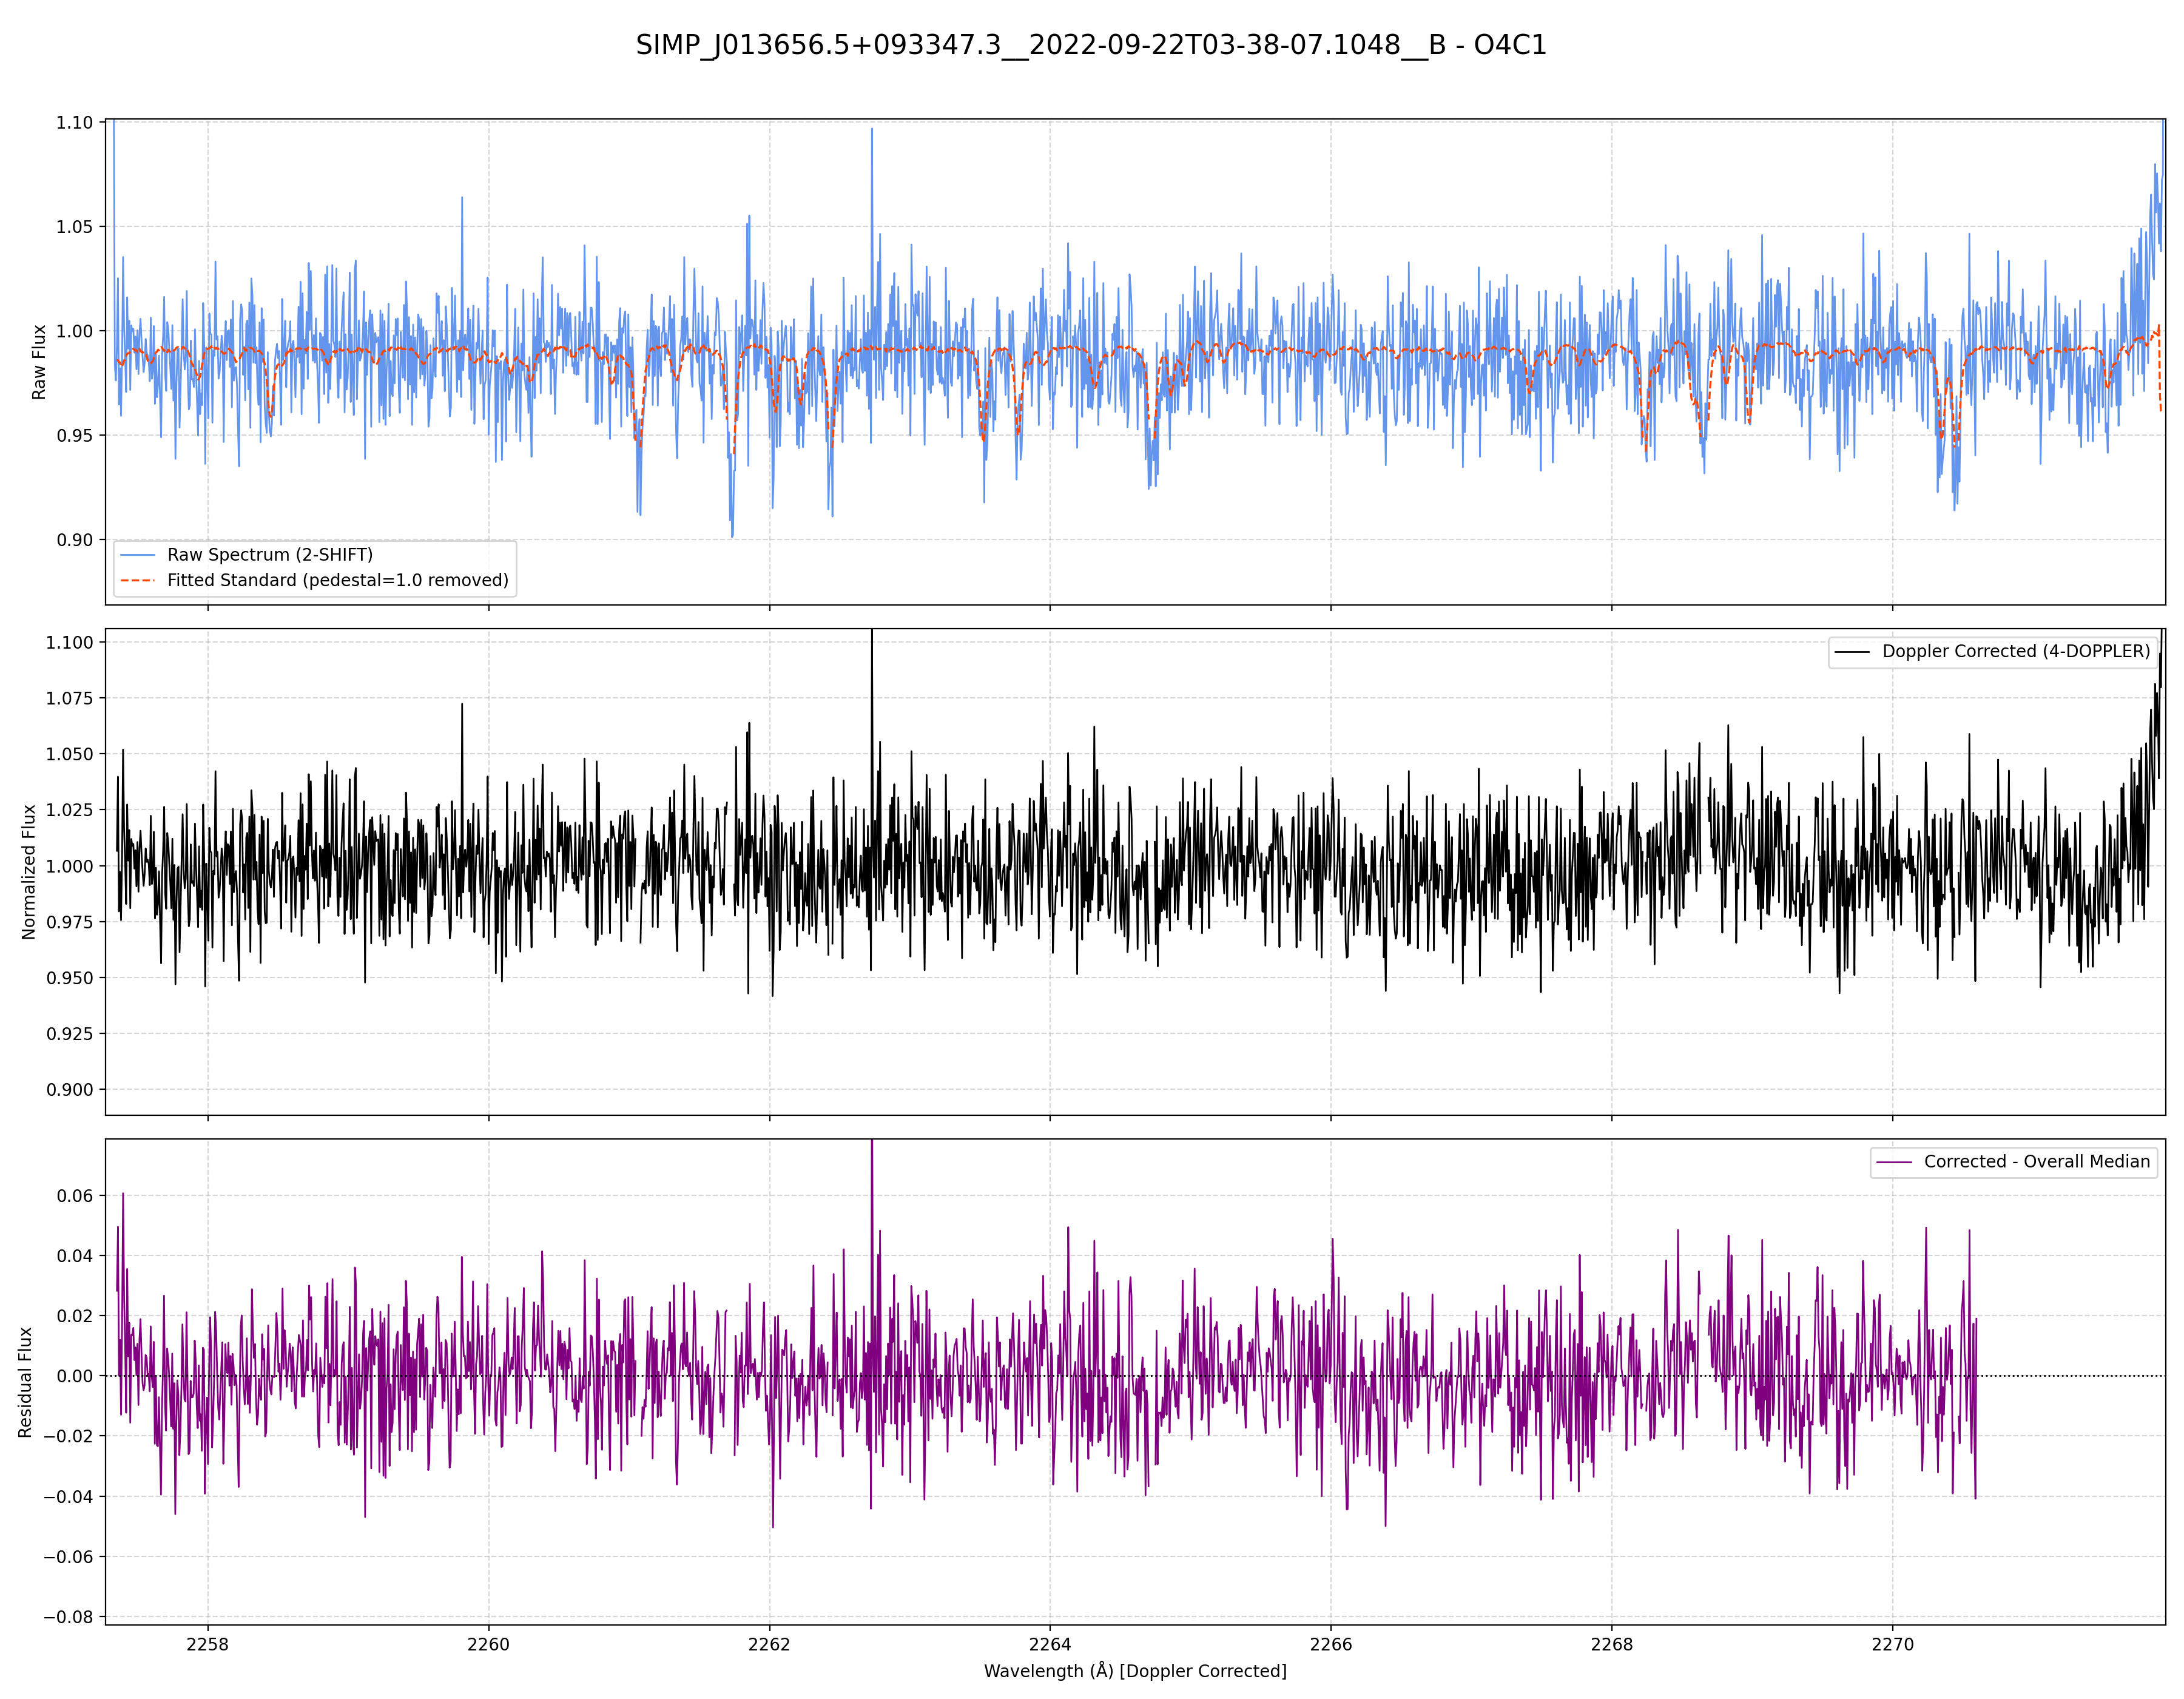 SIMP_J013656.5+093347.3__2022-09-22T03-38-07.1048__B - O4C1
1.10
1.05
1.00
0.95
0.90
Raw Flux
Raw Spectrum (2-SHIFT)
Fitted Standard (pedestal=1.0 removed)
1.100
1.075
1.050
1.025
1.000
0.975
0.950
0.925
0.900
Normalized Flux
Doppler Corrected (4-DOPPLER)
0.06
0.04
0.02
0.00
−0.02
−0.04
−0.06
−0.08
Residual Flux
Corrected - Overall Median
2258 2260 2262 2264 2266 2268 2270
Wavelength (Å) [Doppler Corrected]